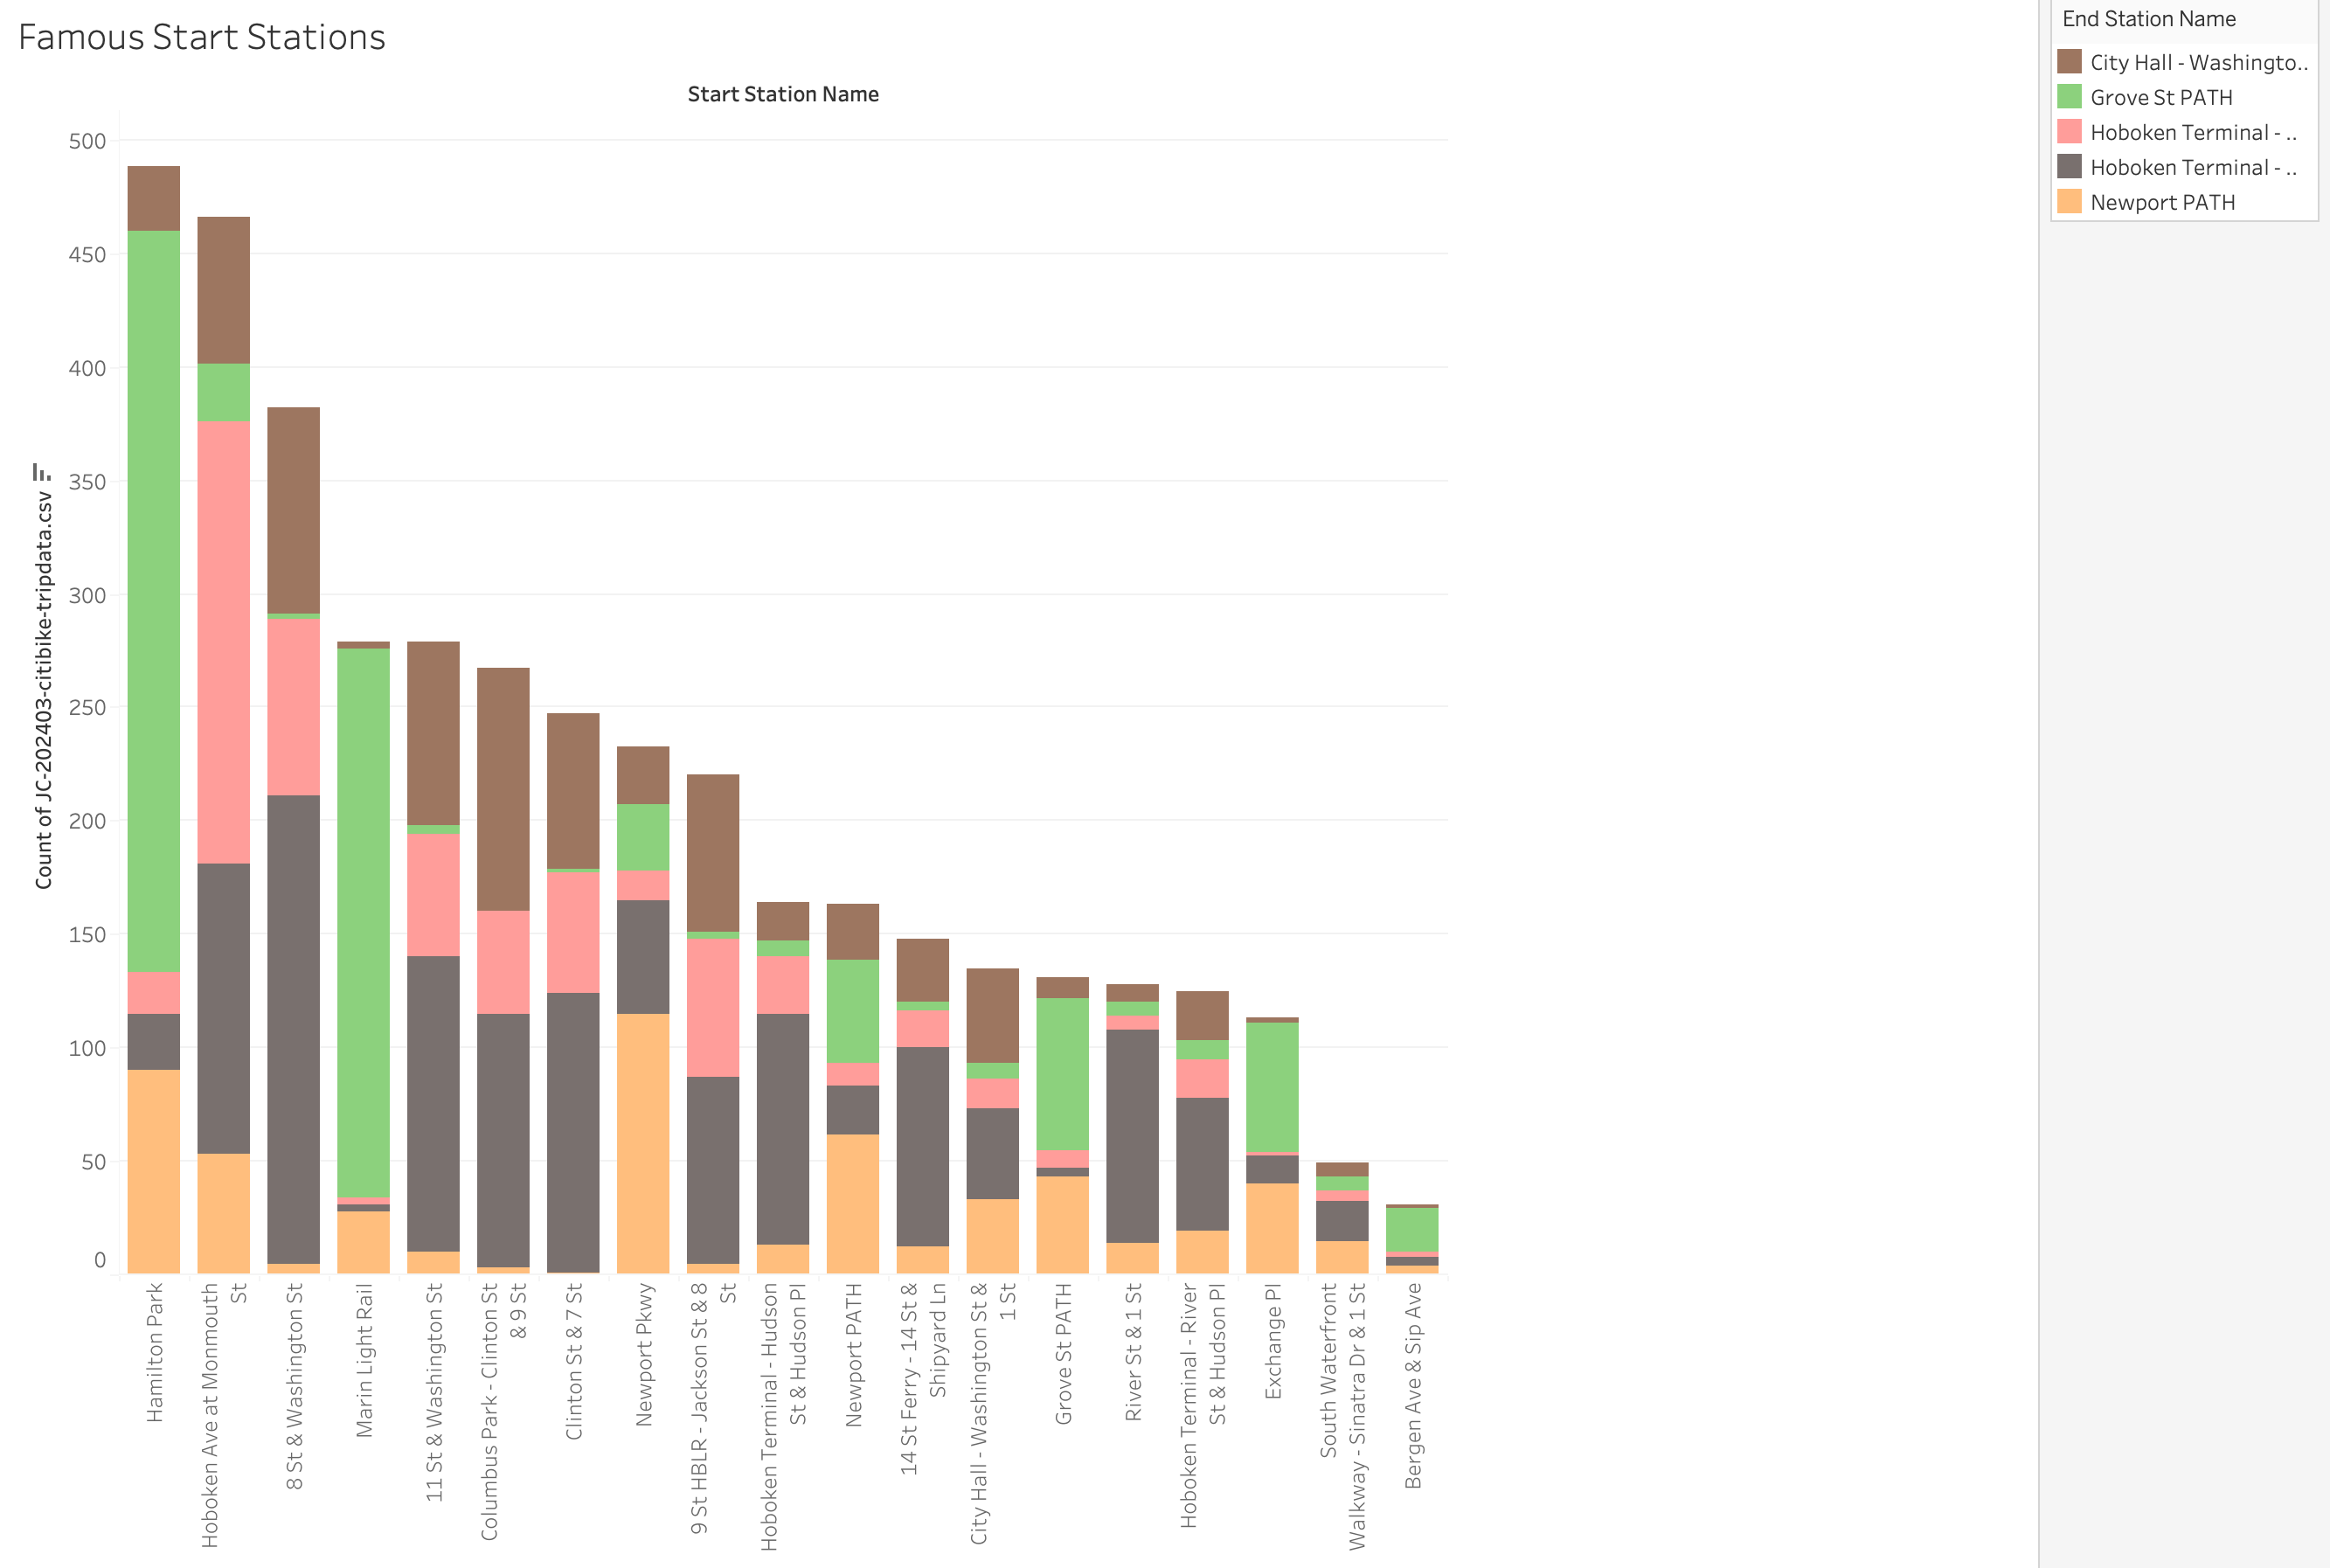 Famous Start Stations
Start Station Name
Count of JC-202403-citibike-tripdata.csv
500
450
400
350
300
250
200
150
100
50
0
Hamilton Park
Hoboken Ave at Monmouth
St
8 St & Washington St
Marin Light Rail
11 St & Washington St
Columbus Park - Clinton St
& 9 St
Clinton St & 7 St
Newport Pkwy
9 St HBLR - Jackson St & 8
St
Hoboken Terminal - Hudson
St & Hudson Pl
Newport PATH
14 St Ferry - 14 St &
Shipyard Ln
City Hall - Washington St &
1 St
Grove St PATH
River St & 1 St
Hoboken Terminal - River
St & Hudson Pl
Exchange Pl
South Waterfront
Walkway - Sinatra Dr & 1 St
Bergen Ave & Sip Ave
End Station Name
City Hall - Washingto..
Grove St PATH
Hoboken Terminal - ..
Hoboken Terminal - ..
Newport PATH